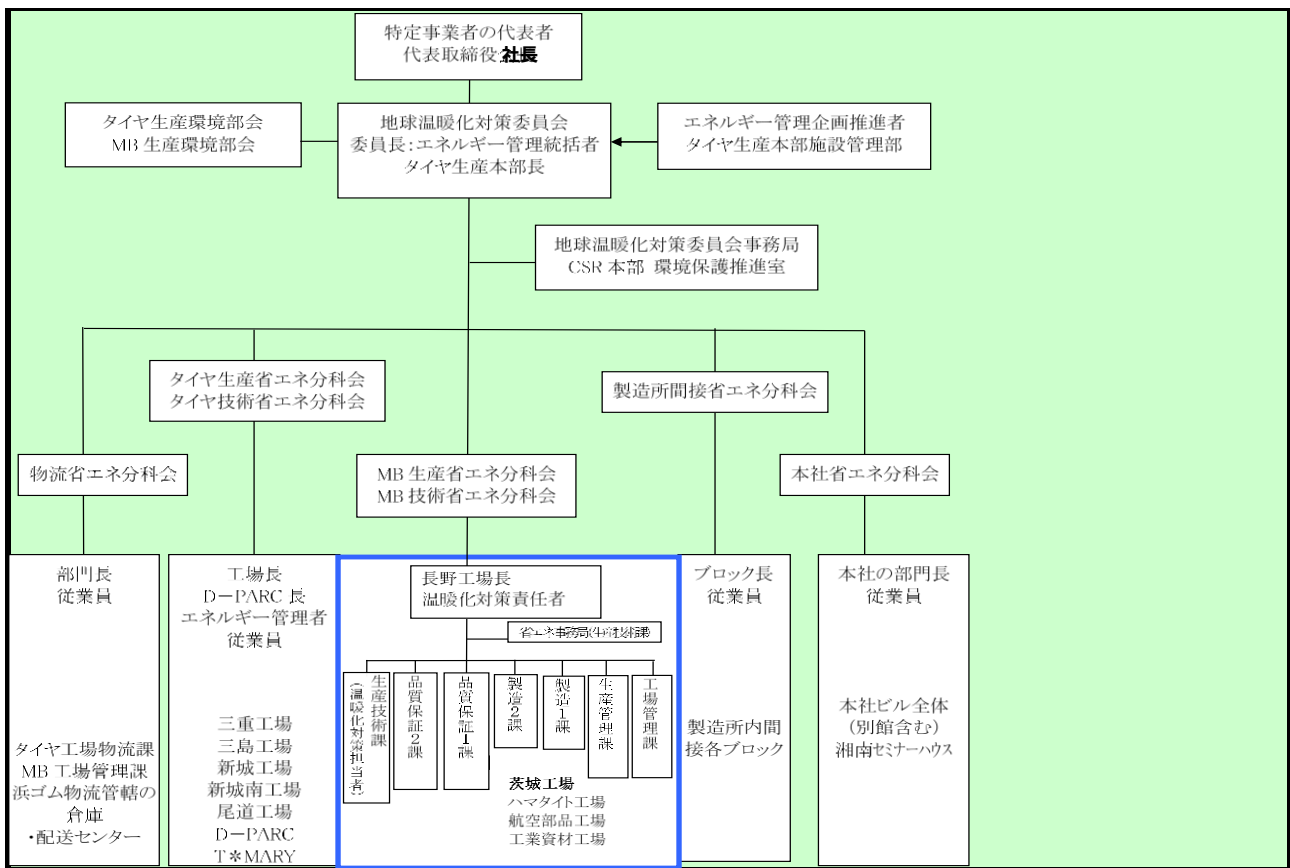 特定事業者の代表者
代表取締役社長
タイヤ生産環境部会
MB 生産環境部会
地球温暖化対策委員会
委員長:エネルギー管理統括者
タイヤ生産本部長
エネルギー管理企画推進者
タイヤ生産本部施設管理部
地球温暖化対策委員会事務局
CSR 本部 環境保護推進室
タイヤ生産省エネ分科会
タイヤ技術省エネ分科会
製造所間接省エネ分科会
物流省エネ分科会
MB 生産省エネ分科会
MB 技術省エネ分科会
本社省エネ分科会
部門長
従業員
タイヤ工場物流課
MB 工場管理課
浜ゴム物流管轄の
倉庫
・配送センター
工場長
D-PARC 長
エネルギー管理者
従業員
三重工場
三島工場
新城工場
新城南工場
尾道工場
D-PARC
T*MARY
長野工場長
温暖化対策責任者
省エネ事務局(生産技術課)
生産技術課
(温暖化対策担当者)
品質保証2課
品質保証1課
製造2課
製造1課
生産管理課
工場管理課
茨城工場
ハマタイト工場
航空部品工場
工業資材工場
ブロック長
従業員
製造所内間
接各ブロック
本社の部門長
従業員
本社ビル全体
(別館含む)
湘南セミナーハウス